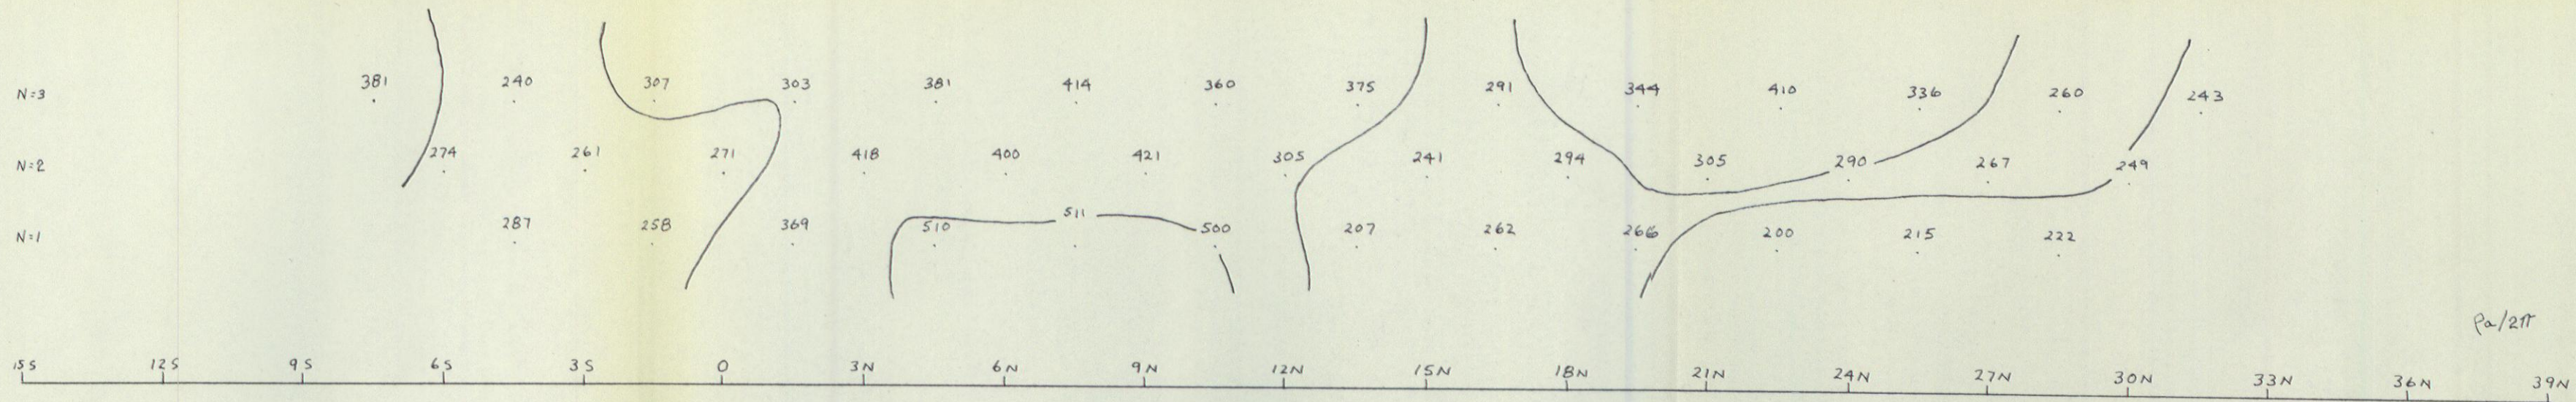 N=3 381 240 307 303 381 414 360 375 291 344 410 336 260 243
N=2 274 261 271 418 400 421 305 241 294 305 290 267 249
N=1 287 258 369 510 511 500 207 262 266 200 215 222
ρa/2π
15S 12S 9S 6S 3S 0 3N 6N 9N 12N 15N 18N 21N 24N 27N 30N 33N 36N 39N